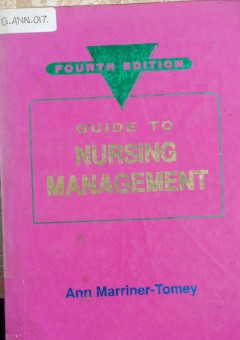 G.ANN.017.
FOURTH EDITION
GUIDE TO
NURSING
MANAGEMENT
Ann Marriner-Tomey